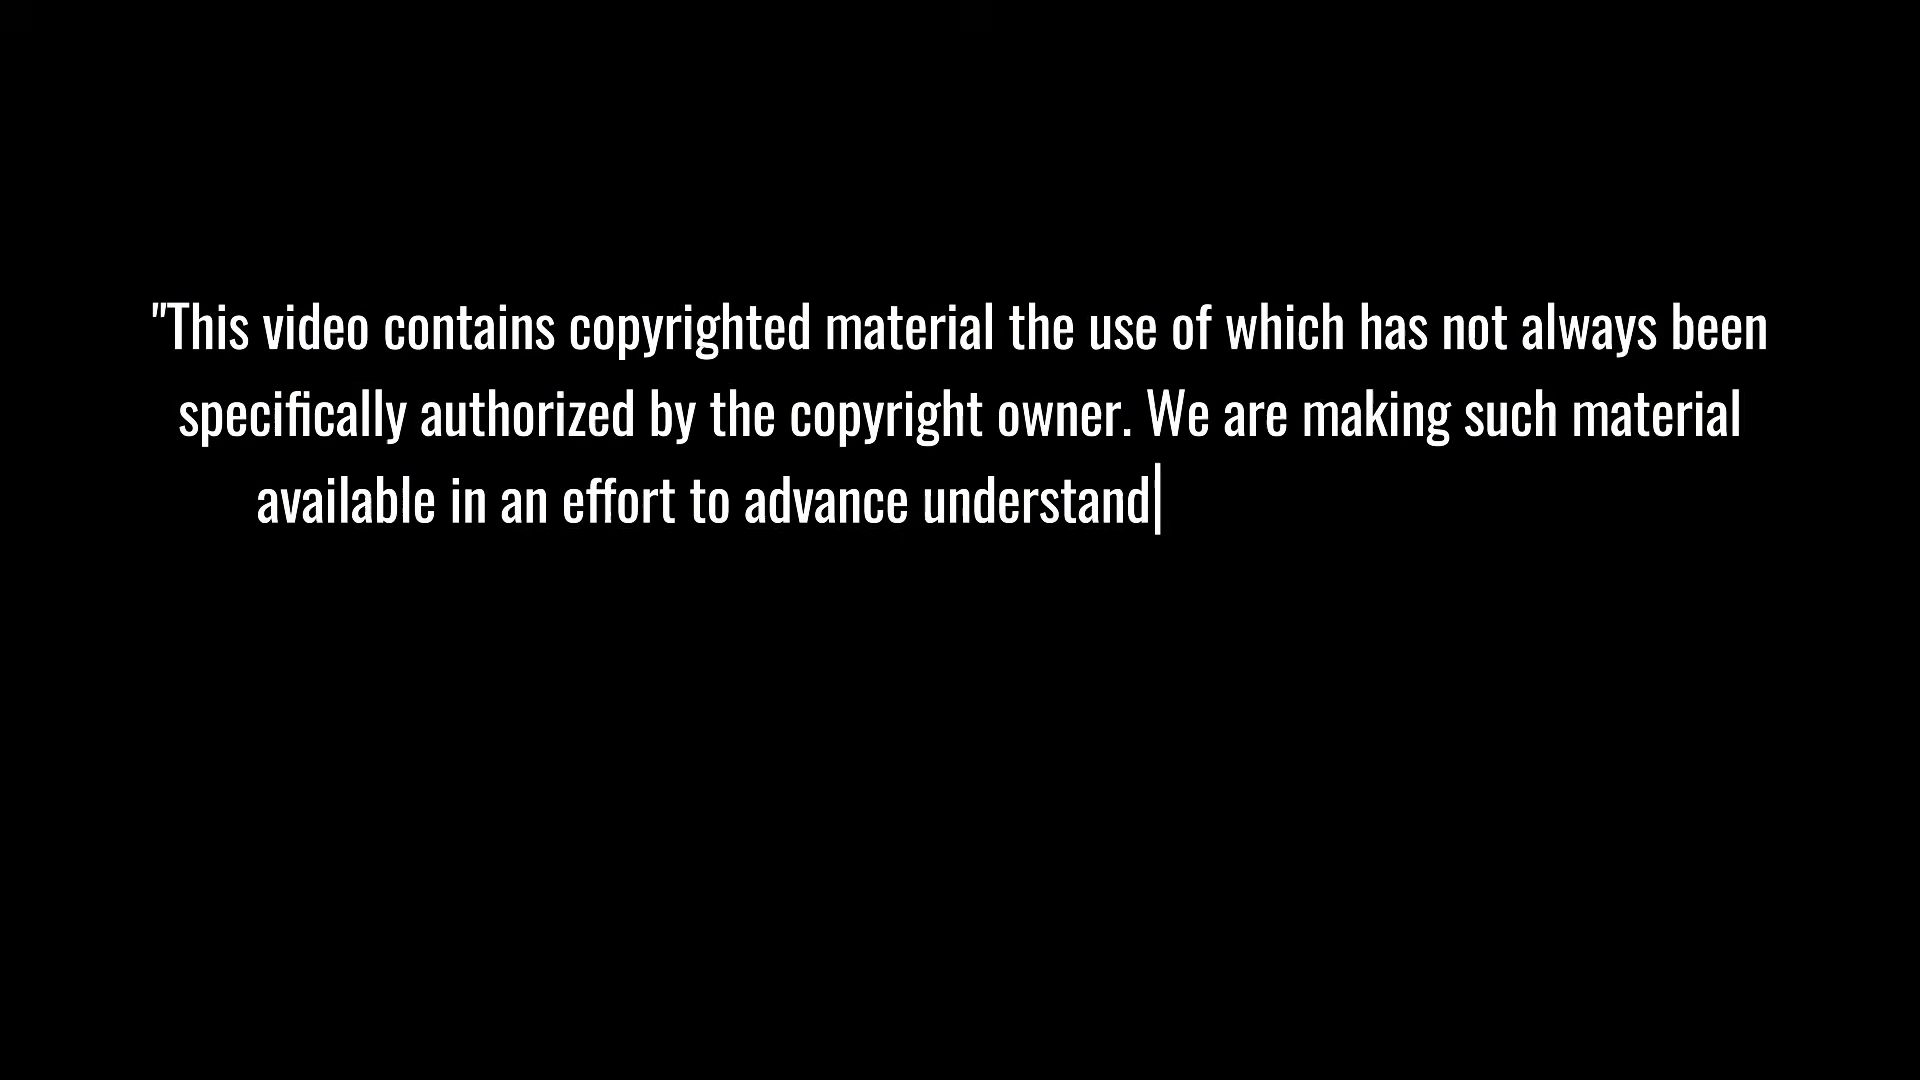 "This video contains copyrighted material the use of which has not always been
specifically authorized by the copyright owner. We are making such material
available in an effort to advance understand